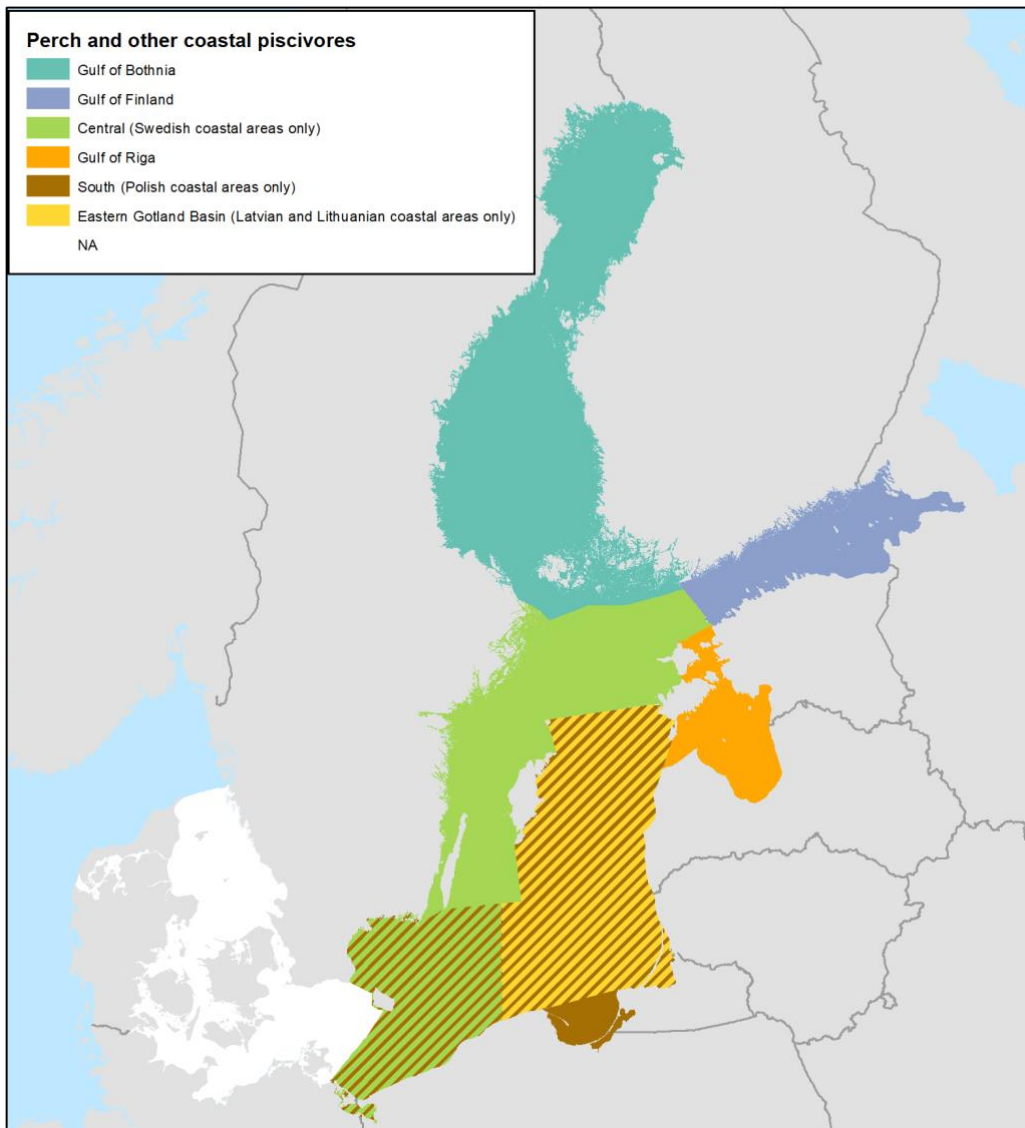 Perch and other coastal piscivores
Gulf of Bothnia
Gulf of Finland
Central (Swedish coastal areas only)
Gulf of Riga
South (Polish coastal areas only)
Eastern Gotland Basin (Latvian and Lithuanian coastal areas only)
NA